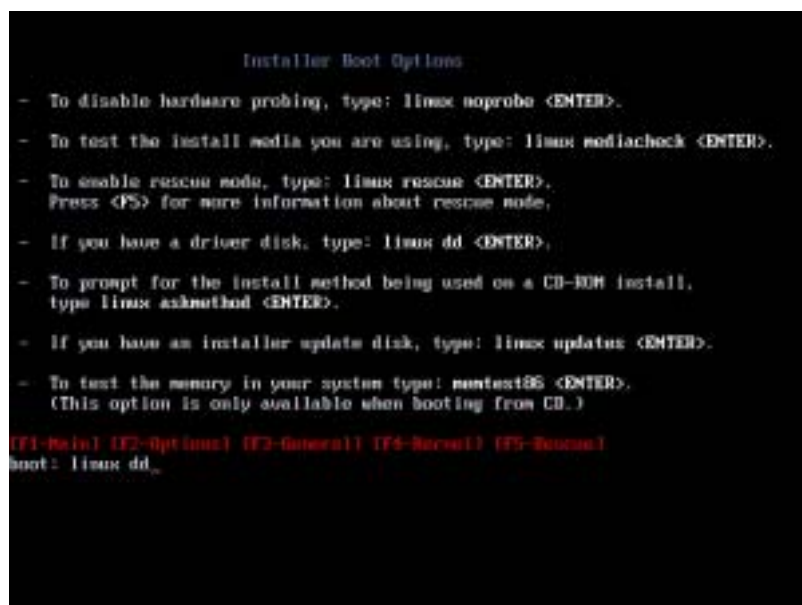 Installer Boot Options
- To disable hardware probing, type: linux noprobe <ENTER>.
- To test the install media you are using, type: linux mediacheck <ENTER>.
- To enable rescue mode, type: linux rescue <ENTER>.
Press <F5> for more information about rescue mode.
- If you have a driver disk, type: linux dd <ENTER>.
- To prompt for the install method being used on a CD-ROM install,
type linux askmethod <ENTER>.
- If you have an installer update disk, type: linux updates <ENTER>.
- To test the memory in your system type: memtest86 <ENTER>.
(This option is only available when booting from CD.)
[F1-Main] [F2-Options] [F3-General] [F4-Kernel] [F5-Rescue]
boot: linux dd_